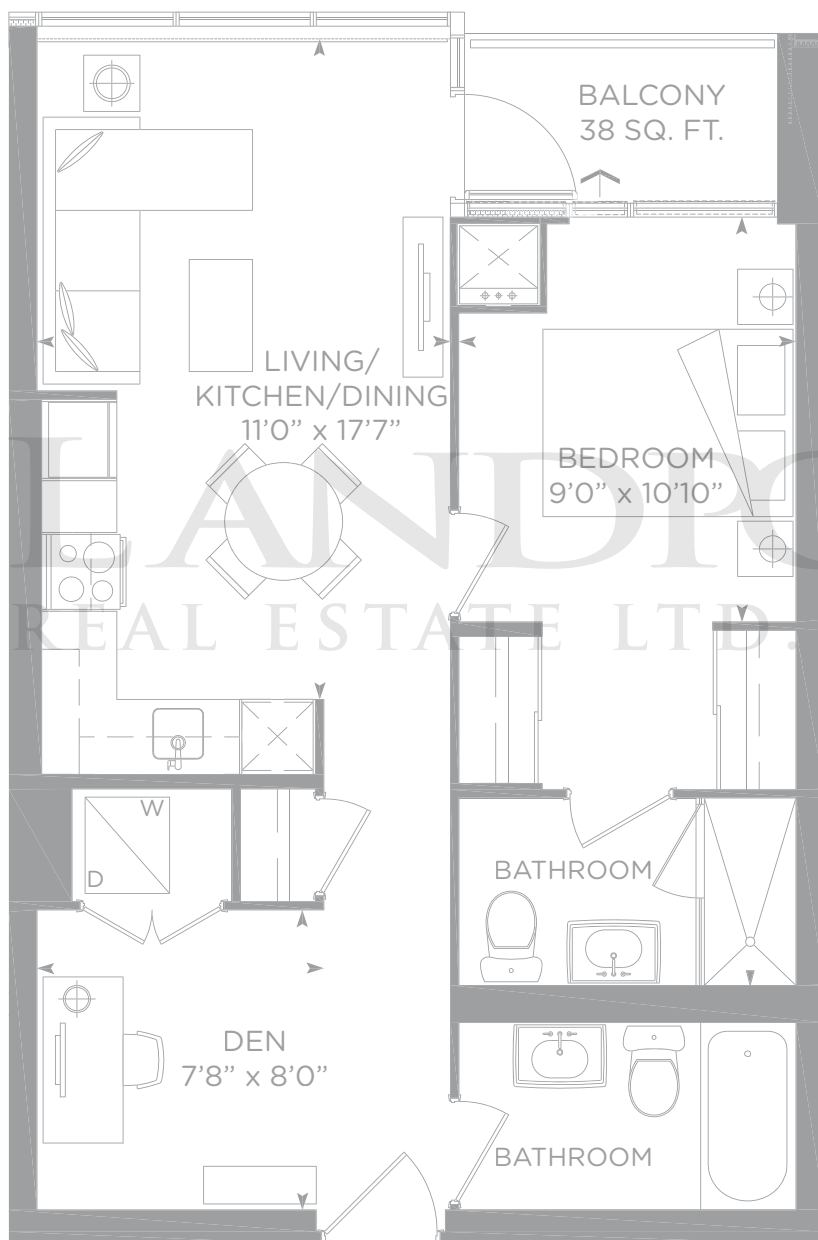 BALCONY
38 SQ. FT.
LIVING/
KITCHEN/DINING
11'0” x 17'7”
BEDROOM
9'0” x 10'10”
LANDPO
REAL ESTATE LTD.
W
D
BATHROOM
DEN
7'8” x 8'0”
BATHROOM